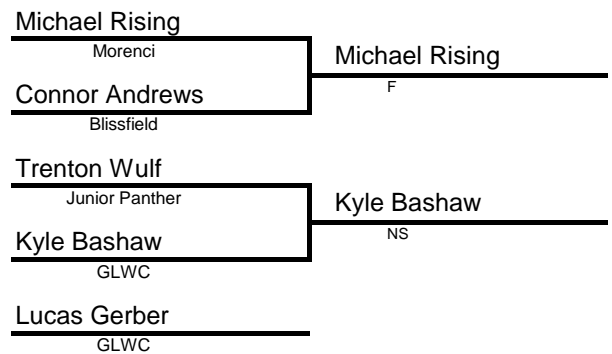 Michael Rising
Morenci
Michael Rising
F
Connor Andrews
Blissfield
Trenton Wulf
Junior Panther
Kyle Bashaw
NS
Kyle Bashaw
GLWC
Lucas Gerber
GLWC